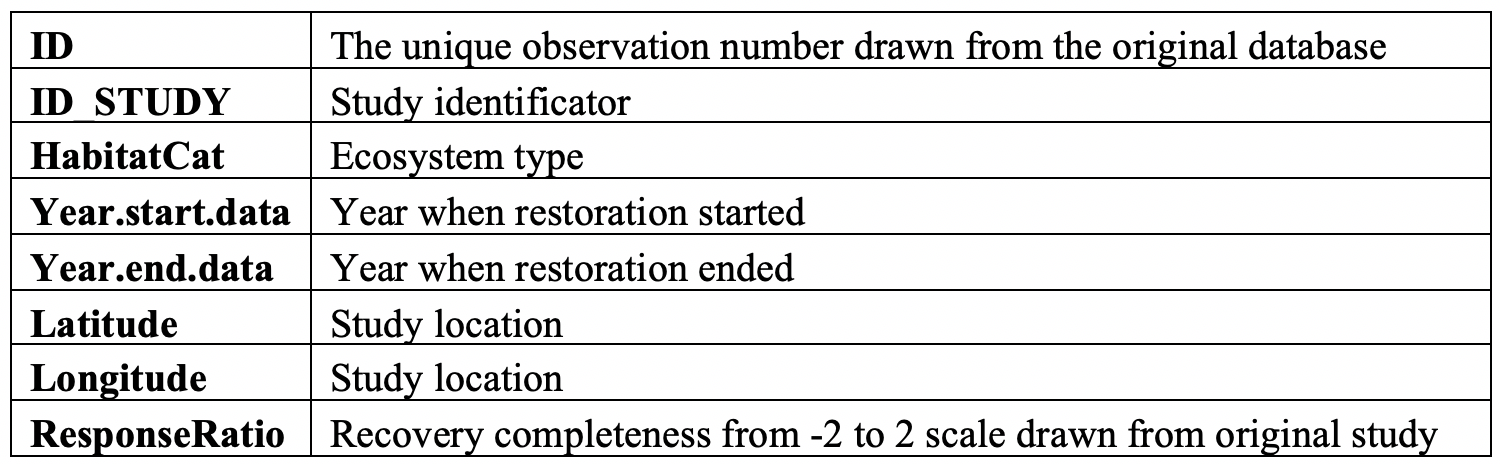 ID The unique observation number drawn from the original database
ID_STUDY Study identificator
HabitatCat Ecosystem type
Year.start.data Year when restoration started
Year.end.data Year when restoration ended
Latitude Study location
Longitude Study location
ResponseRatio Recovery completeness from -2 to 2 scale drawn from original study